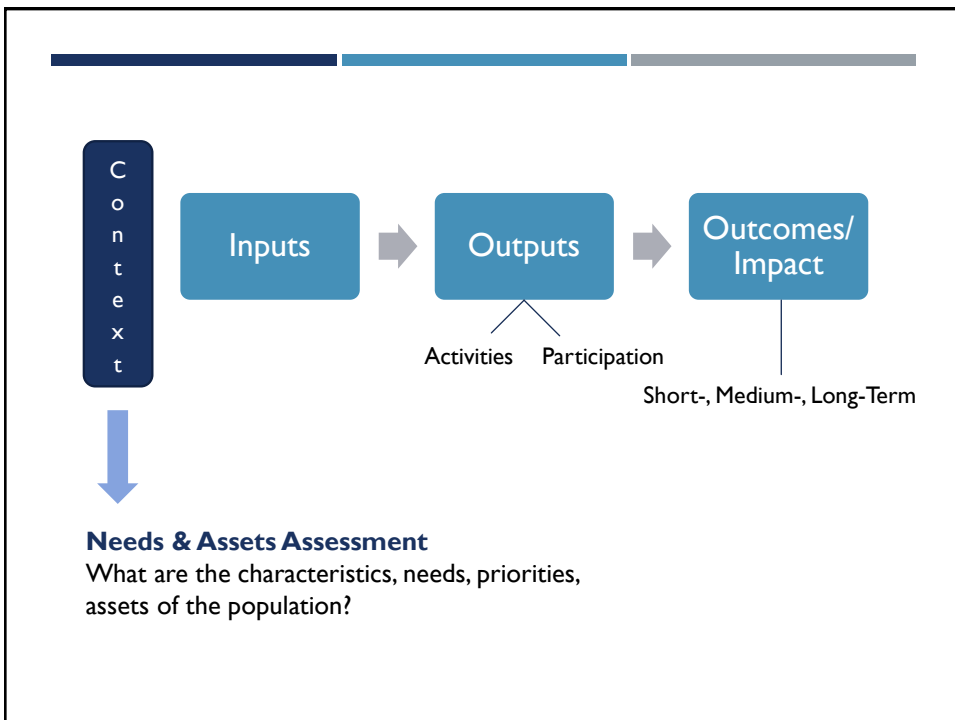 Context
Inputs
Outputs
Outcomes/
Impact
Activities
Participation
Short-, Medium-, Long-Term
Needs & Assets Assessment
What are the characteristics, needs, priorities,
assets of the population?